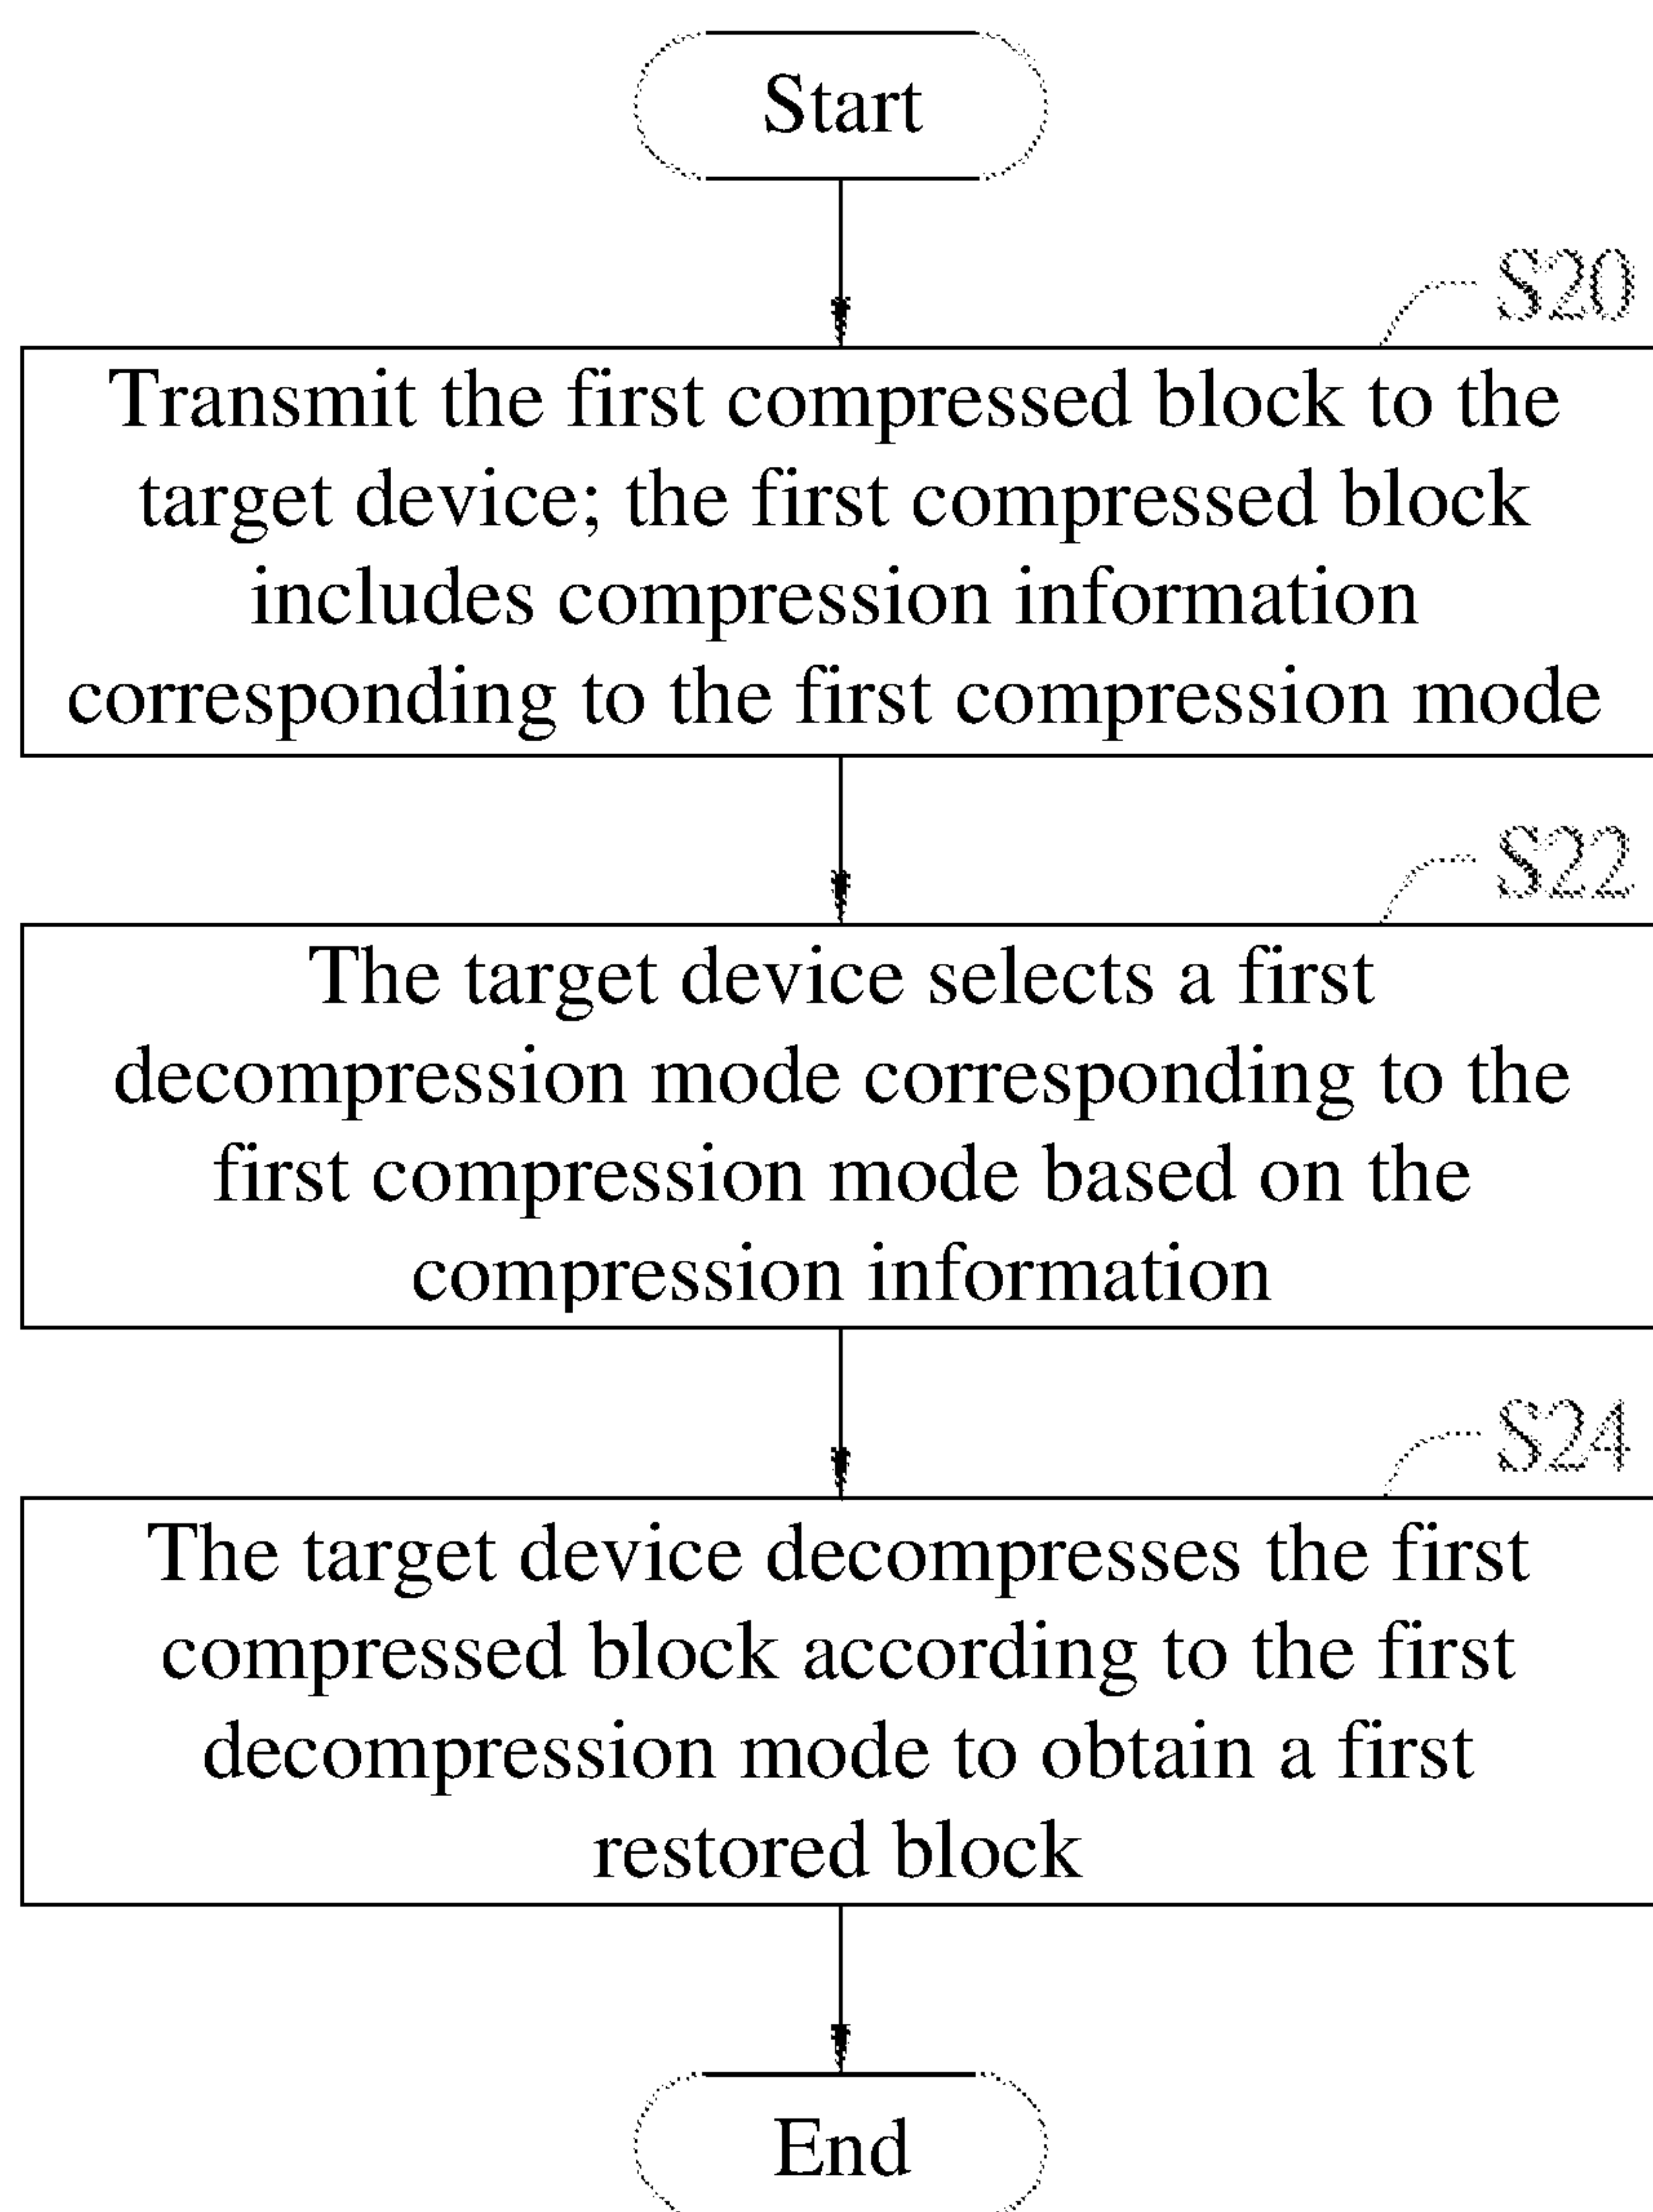 Start
S20
Transmit the first compressed block to the
target device; the first compressed block
includes compression information
corresponding to the first compression mode
S22
The target device selects a first
decompression mode corresponding to the
first compression mode based on the
compression information
S24
The target device decompresses the first
compressed block according to the first
decompression mode to obtain a first
restored block
End